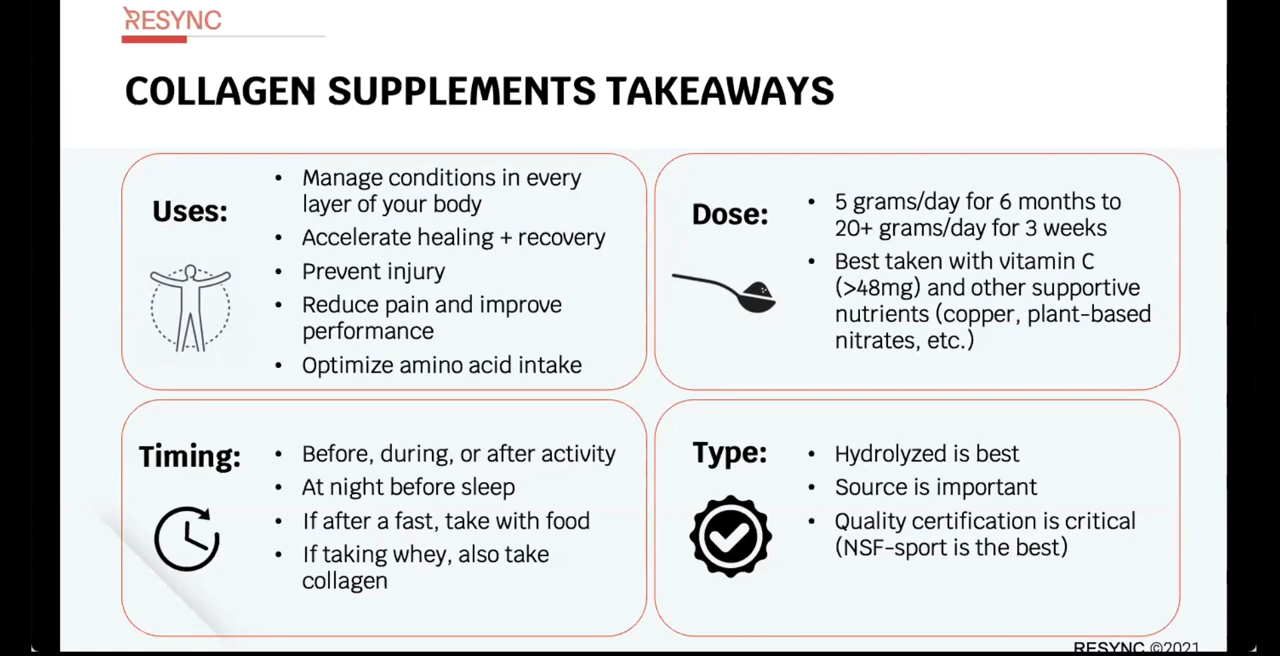 RESYNC
COLLAGEN SUPPLEMENTS TAKEAWAYS
Uses:
• Manage conditions in every
layer of your body
• Accelerate healing + recovery
• Prevent injury
• Reduce pain and improve
performance
• Optimize amino acid intake
Dose:
• 5 grams/day for 6 months to
20+ grams/day for 3 weeks
• Best taken with vitamin C
(>48mg) and other supportive
nutrients (copper, plant-based
nitrates, etc.)
Timing:
• Before, during, or after activity
• At night before sleep
• If after a fast, take with food
• If taking whey, also take
collagen
Type:
• Hydrolyzed is best
• Source is important
• Quality certification is critical
(NSF-sport is the best)
RESYNC ©2021